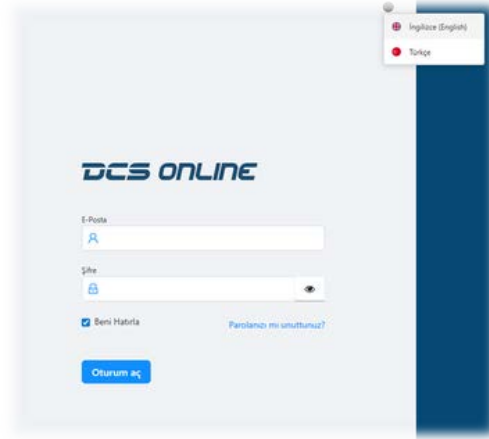 İngilizce (English)
Türkçe
DCS ONLINE
E-Posta
Şifre
Beni Hatırla
Parolanızı mı unuttunuz?
Oturum aç